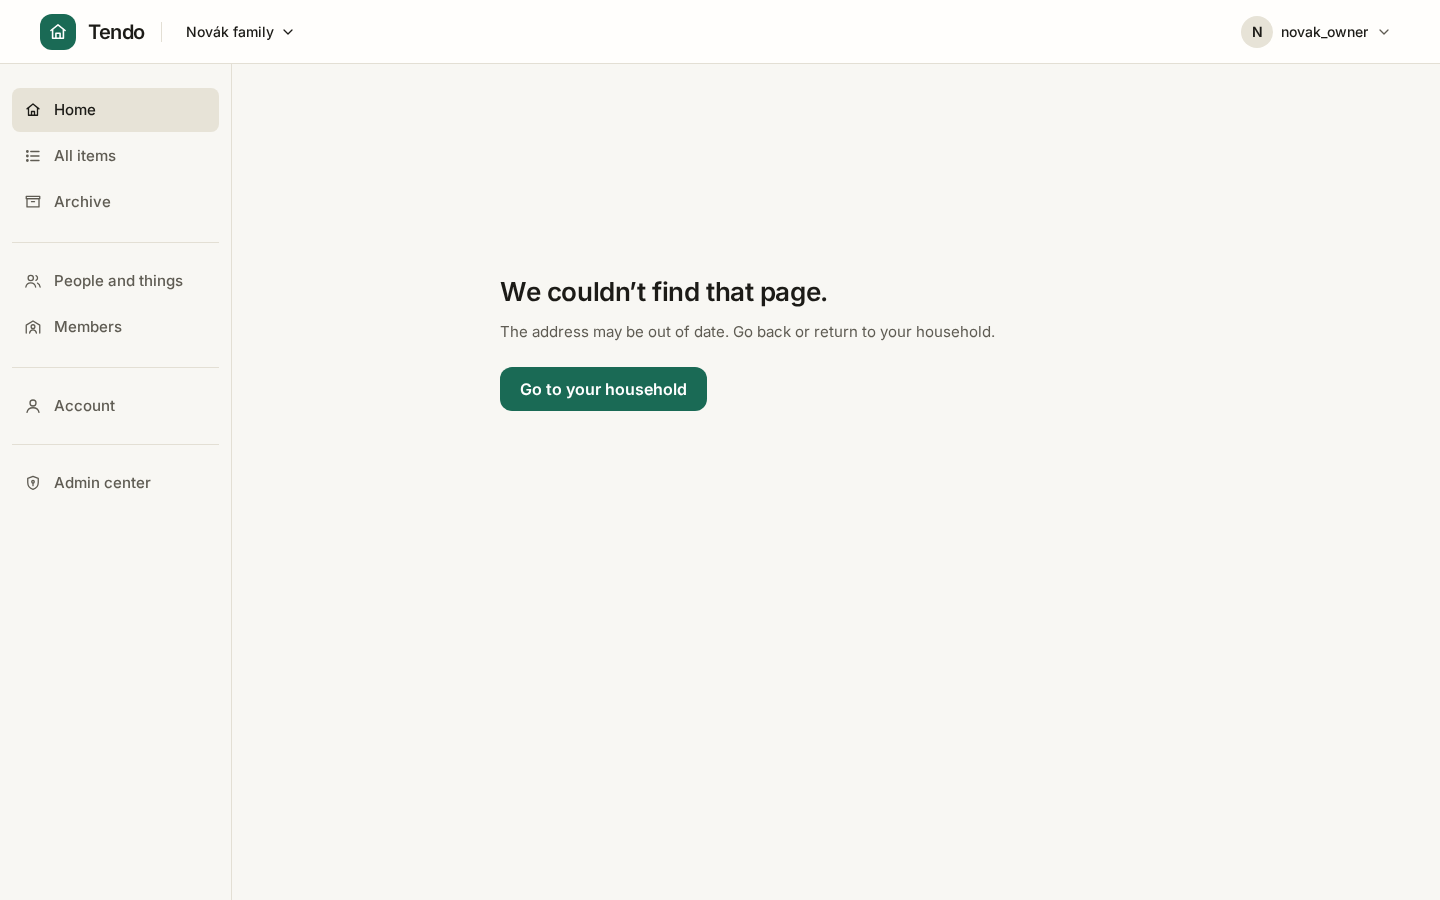 Tendo
Novák family
N
novak_owner
Home
All items
Archive
People and things
Members
Account
Admin center
We couldn’t find that page.
The address may be out of date. Go back or return to your household.
Go to your household